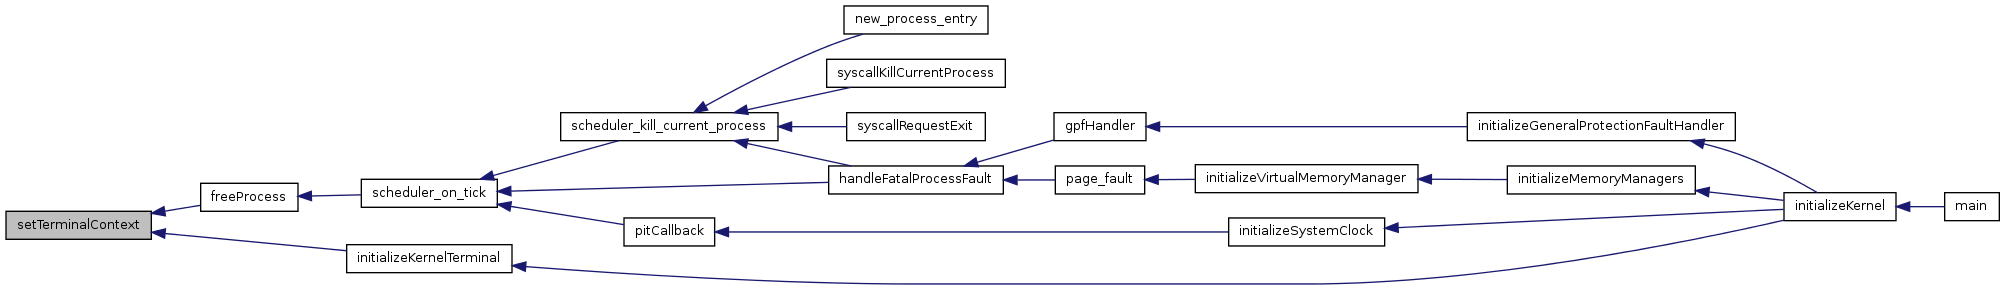 new_process_entry
syscallKillCurrentProcess
scheduler_kill_current_process
syscallRequestExit
gpfHandler
initializeGeneralProtectionFaultHandler
handleFatalProcessFault
page_fault
initializeVirtualMemoryManager
initializeMemoryManagers
freeProcess
scheduler_on_tick
initializeKernel
main
setTerminalContext
pitCallback
initializeSystemClock
initializeKernelTerminal